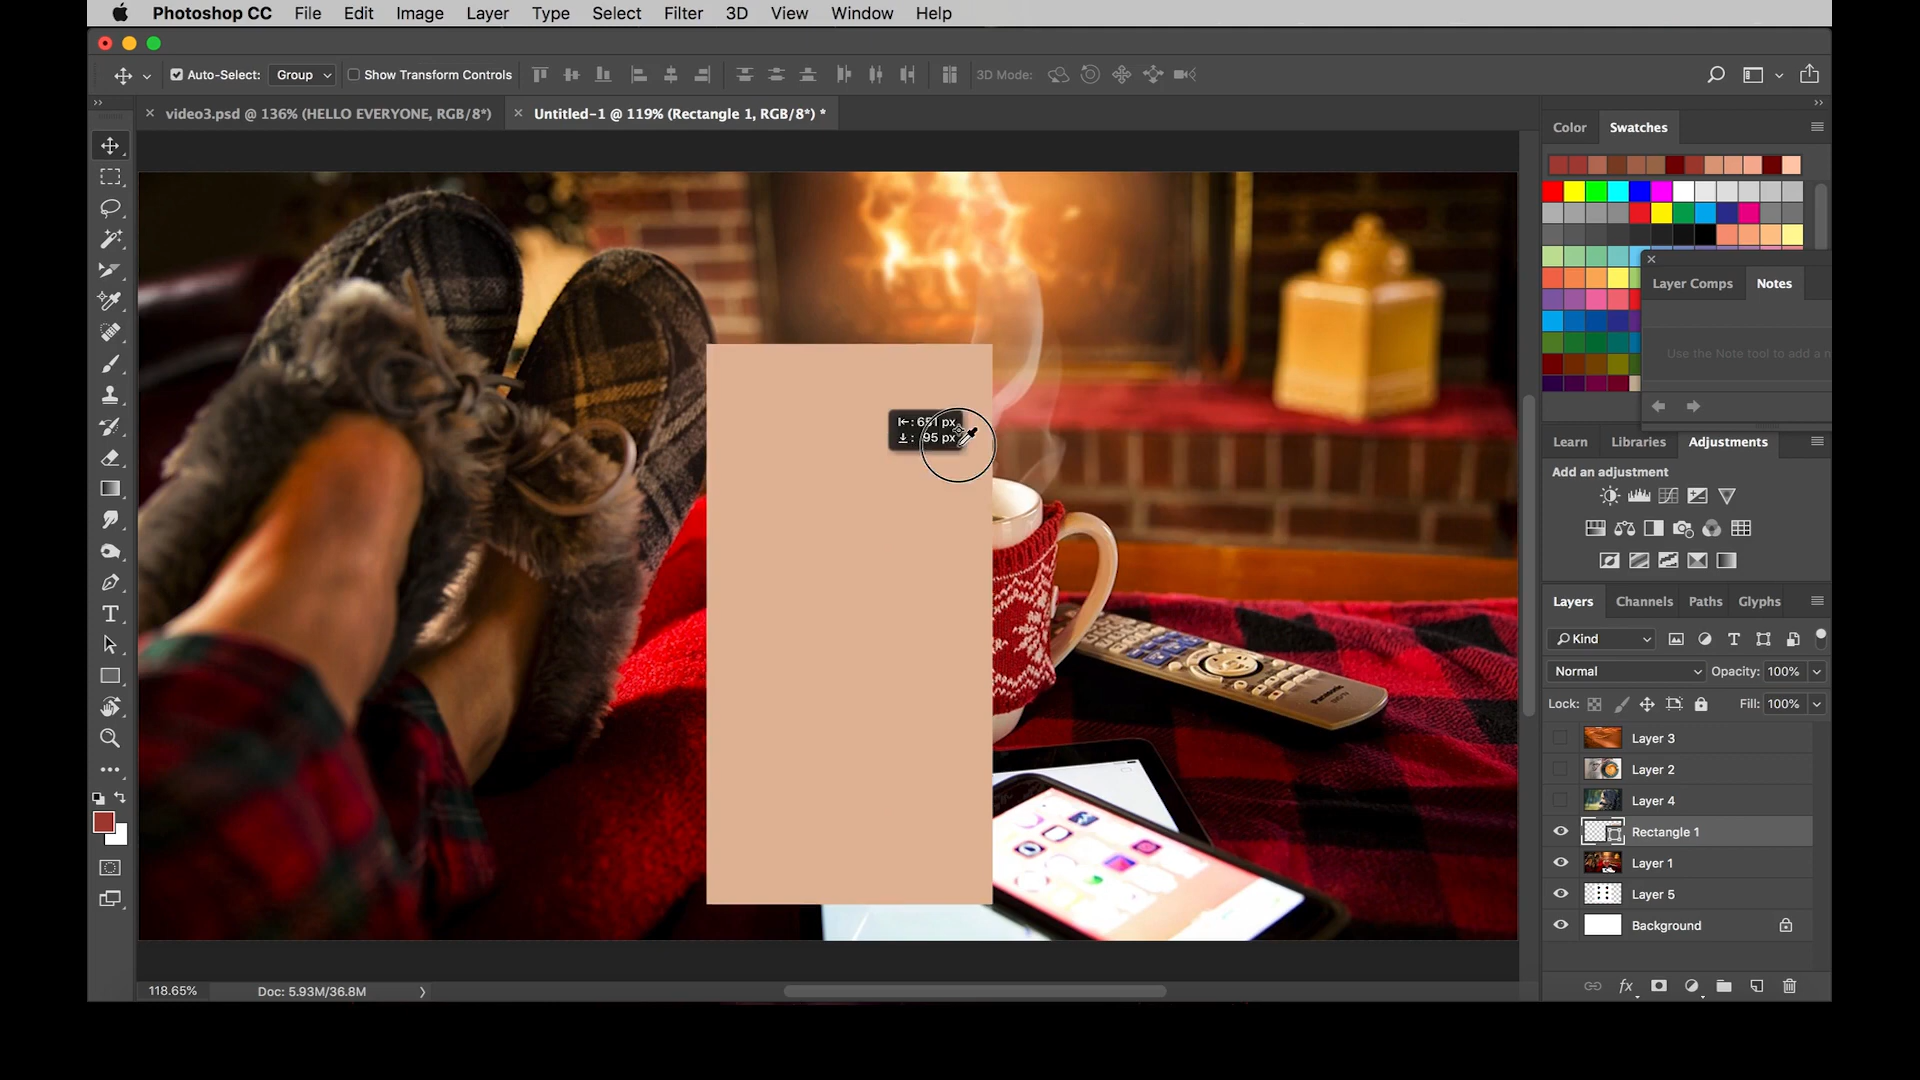 Photoshop CC File Edit Image Layer Type Select Filter 3D View Window Help
Auto-Select: Group Show Transform Controls 3D Mode:
video3.psd @ 136% (HELLO EVERYONE, RGB/8*) Untitled-1 @ 119% (Rectangle 1, RGB/8*) *
Color Swatches
Layer Comps Notes
Use the Note tool to add a n
95 px
Learn Libraries Adjustments
Add an adjustment
Layers Channels Paths Glyphs
Kind
Normal Opacity: 100%
Lock: Fill: 100%
Layer 3
Layer 2
Layer 4
Rectangle 1
Layer 1
Layer 5
Background
Panasonic
118.65% Doc: 5.93M/36.8M
fx